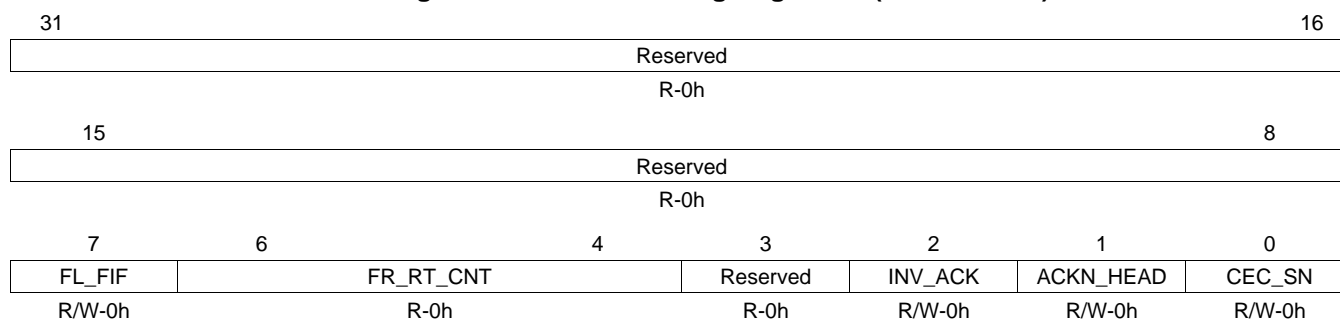 31 16
Reserved
R-0h
15 8
Reserved
R-0h
7 6 4 3 2 1 0
FL_FIF FR_RT_CNT Reserved INV_ACK ACKN_HEAD CEC_SN
R/W-0h R-0h R-0h R/W-0h R/W-0h R/W-0h